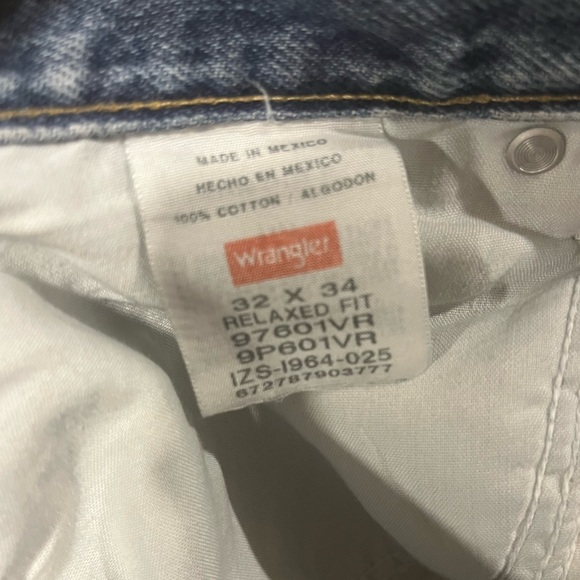 MADE IN MEXICO
HECHO EN MEXICO
100% COTTON / ALGODON
Wrangler
32 X 34
RELAXED FIT
97601VR
9P601VR
IZS-I964-025
672787903777